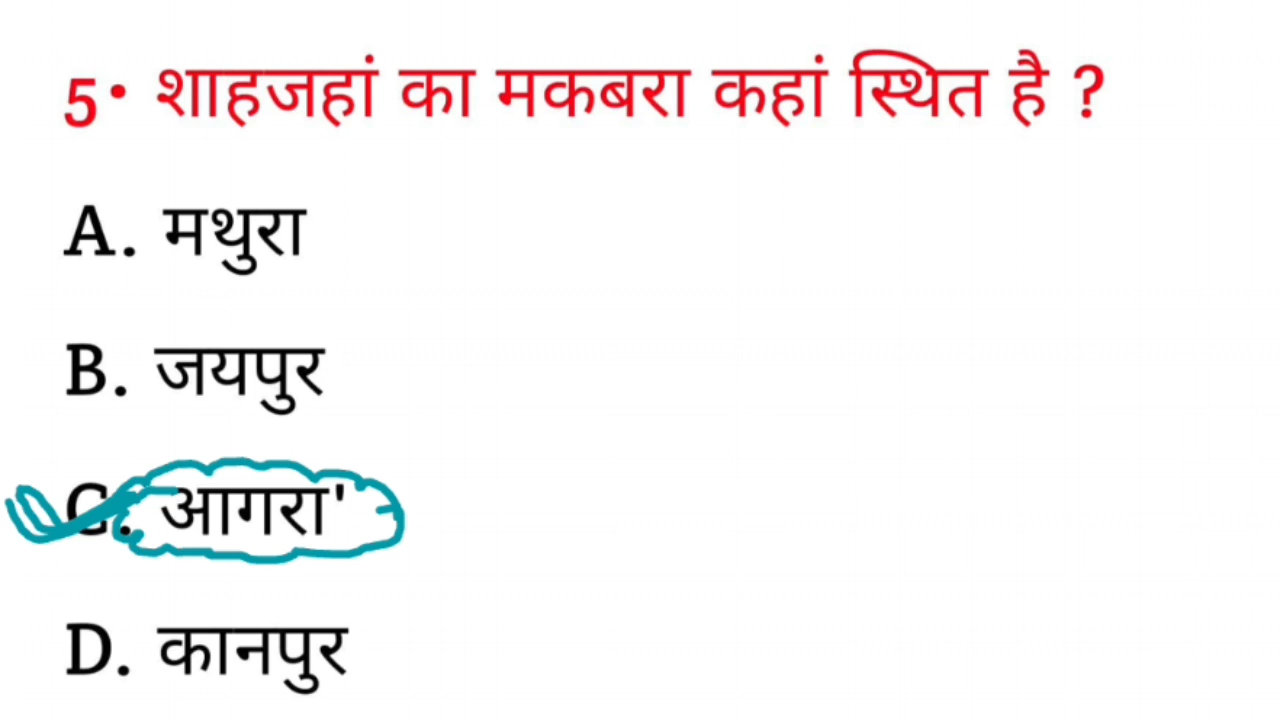 5• शाहजहां का मकबरा कहां स्थित है ?
A. मथुरा
B. जयपुर
C. आगरा'
D. कानपुर